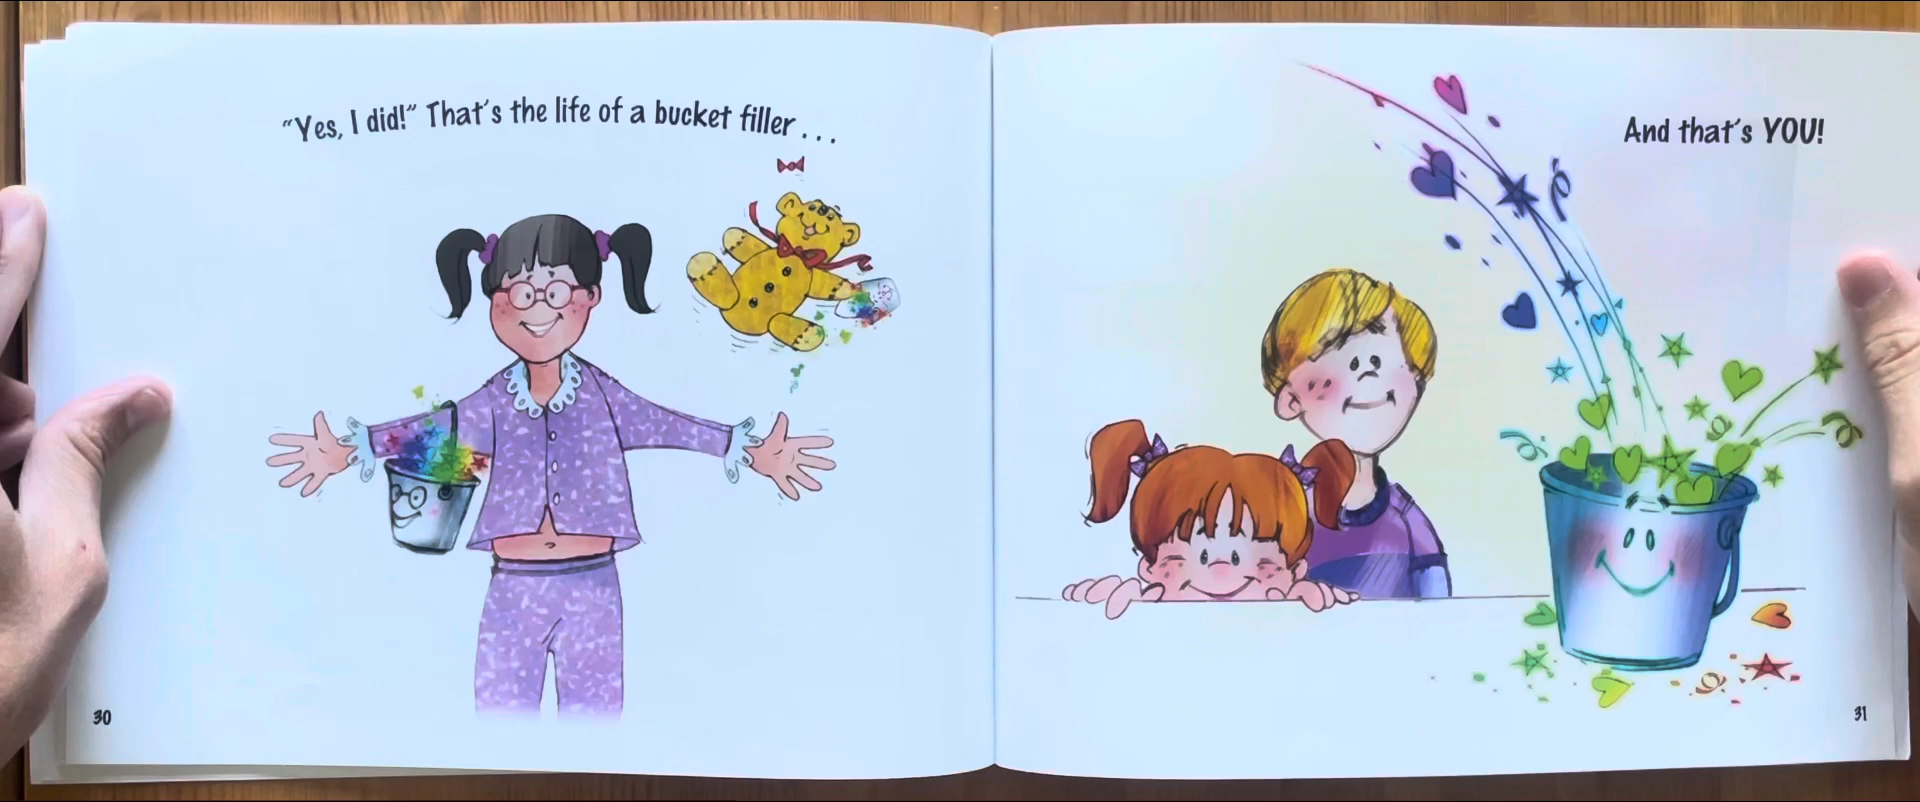 “Yes, I did!” That's the life of a bucket filler . . .
30
And that's YOU!
31